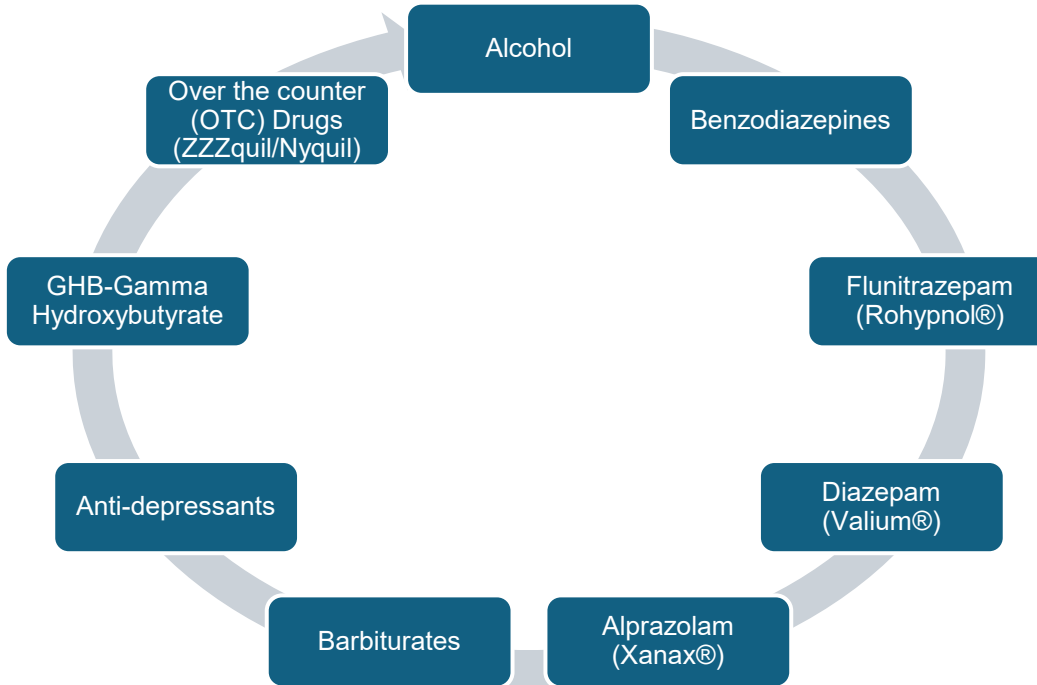 Alcohol
Benzodiazepines
Flunitrazepam
(Rohypnol®)
Diazepam
(Valium®)
Alprazolam
(Xanax®)
Barbiturates
Anti-depressants
GHB-Gamma
Hydroxybutyrate
Over the counter
(OTC) Drugs
(ZZZquil/Nyquil)